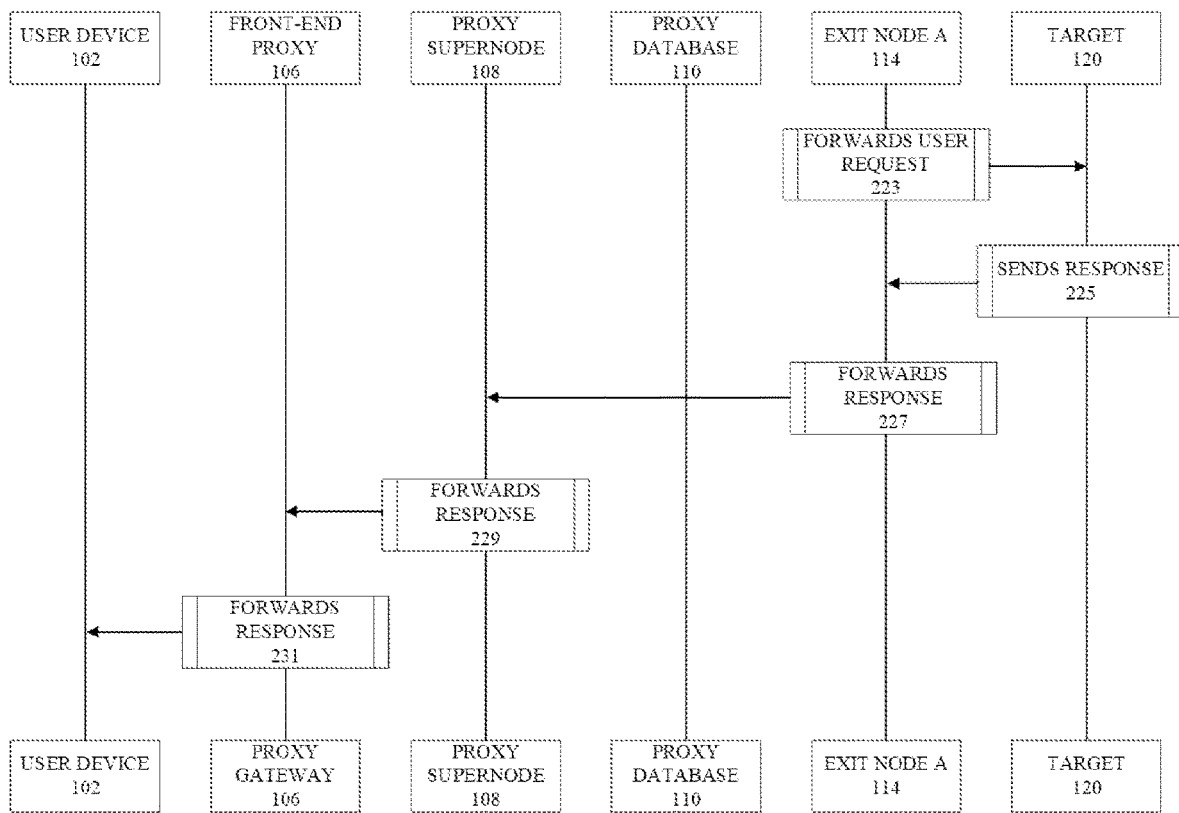 USER DEVICE
102
FRONT-END
PROXY
106
PROXY
SUPERNODE
108
PROXY
DATABASE
110
EXIT NODE A
114
TARGET
120
FORWARDS USER
REQUEST
223
SENDS RESPONSE
225
FORWARDS
RESPONSE
227
FORWARDS
RESPONSE
229
FORWARDS
RESPONSE
231
USER DEVICE
102
PROXY
GATEWAY
106
PROXY
SUPERNODE
108
PROXY
DATABASE
110
EXIT NODE A
114
TARGET
120